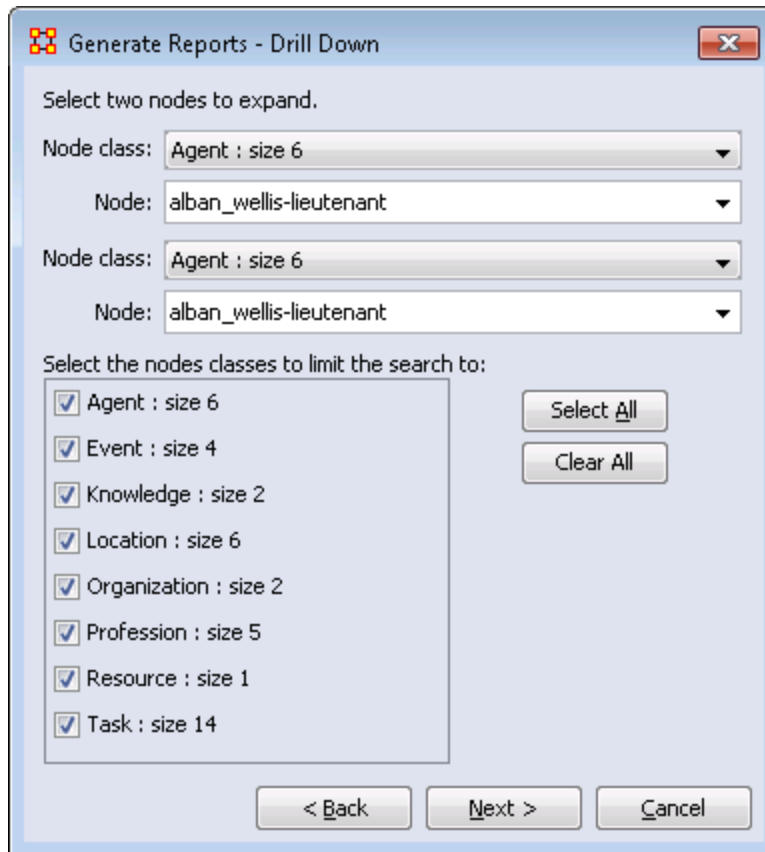 Generate Reports - Drill Down
Select two nodes to expand.
Node class: Agent : size 6
Node: alban_wellis-lieutenant
Node class: Agent : size 6
Node: alban_wellis-lieutenant
Select the nodes classes to limit the search to:
Agent : size 6
Event : size 4
Knowledge : size 2
Location : size 6
Organization : size 2
Profession : size 5
Resource : size 1
Task : size 14
Select All
Clear All
< Back
Next >
Cancel